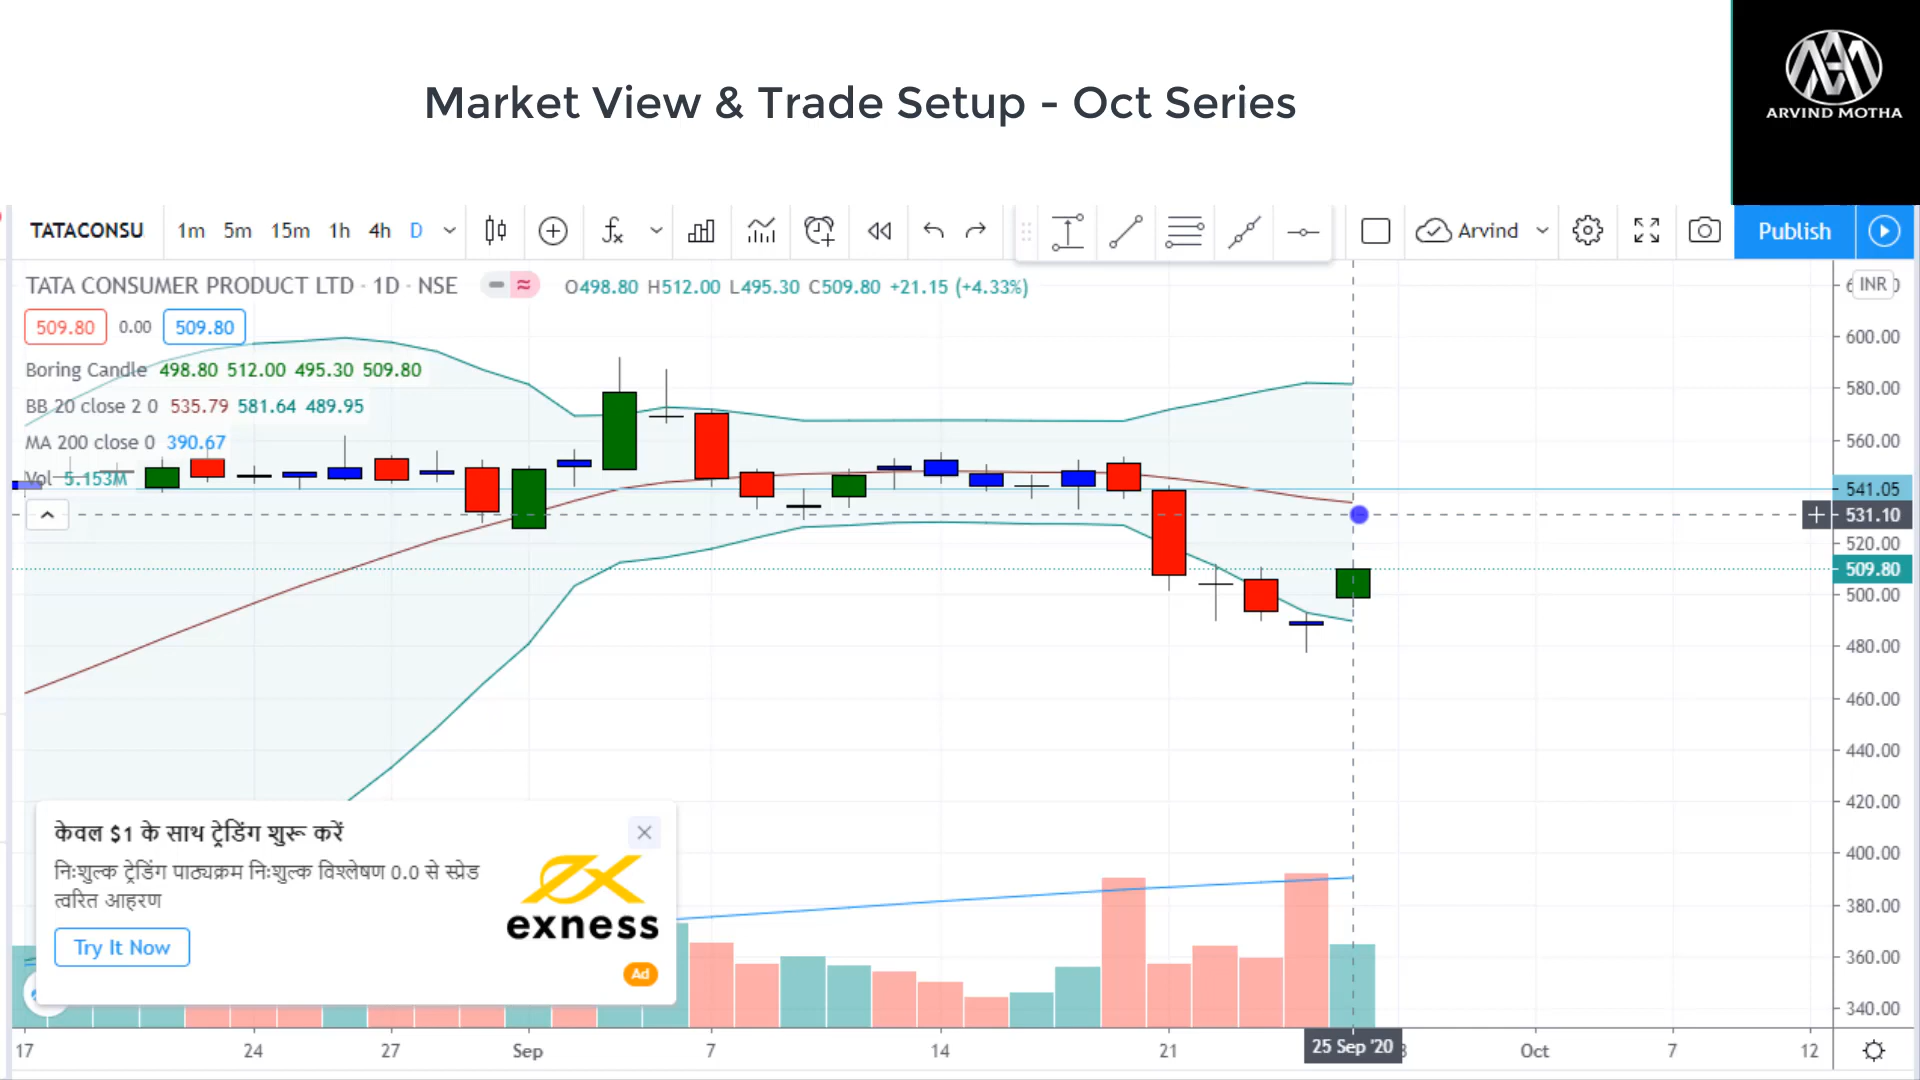 Market View & Trade Setup - Oct Series
ARVIND MOTHA
TATACONSU 1m 5m 15m 1h 4h D Arvind Publish
TATA CONSUMER PRODUCT LTD · 1D · NSE O498.80 H512.00 L495.30 C509.80 +21.15 (+4.33%)
INR
509.80 0.00 509.80
Boring Candle 498.80 512.00 495.30 509.80
BB 20 close 2 0 535.79 581.64 489.95
MA 200 close 0 390.67
Vol 5.153M
600.00
580.00
560.00
541.05
531.10
520.00
509.80
500.00
480.00
460.00
440.00
420.00
400.00
380.00
360.00
340.00
केवल $1 के साथ ट्रेडिंग शुरू करें
निःशुल्क ट्रेडिंग पाठ्यक्रम निःशुल्क विश्लेषण 0.0 से स्प्रेड
त्वरित आहरण
Try It Now
exness
Ad
17 24 27 Sep 7 14 21 25 Sep '20 Oct 7 12